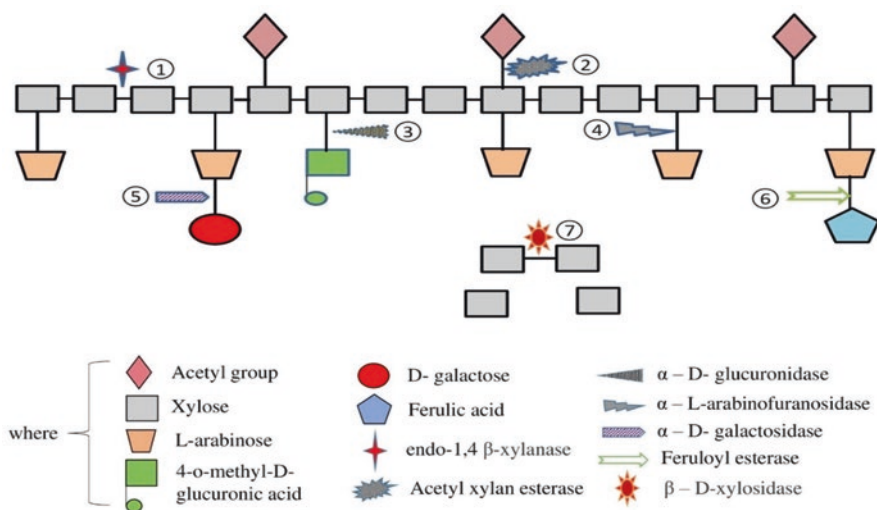 ①
②
③
④
⑤
⑥
⑦
where
Acetyl group
Xylose
L-arabinose
4-o-methyl-D-
glucuronic acid
D- galactose
Ferulic acid
endo-1,4 β-xylanase
Acetyl xylan esterase
α – D- glucuronidase
α – L-arabinofuranosidase
α – D- galactosidase
Feruloyl esterase
β – D-xylosidase